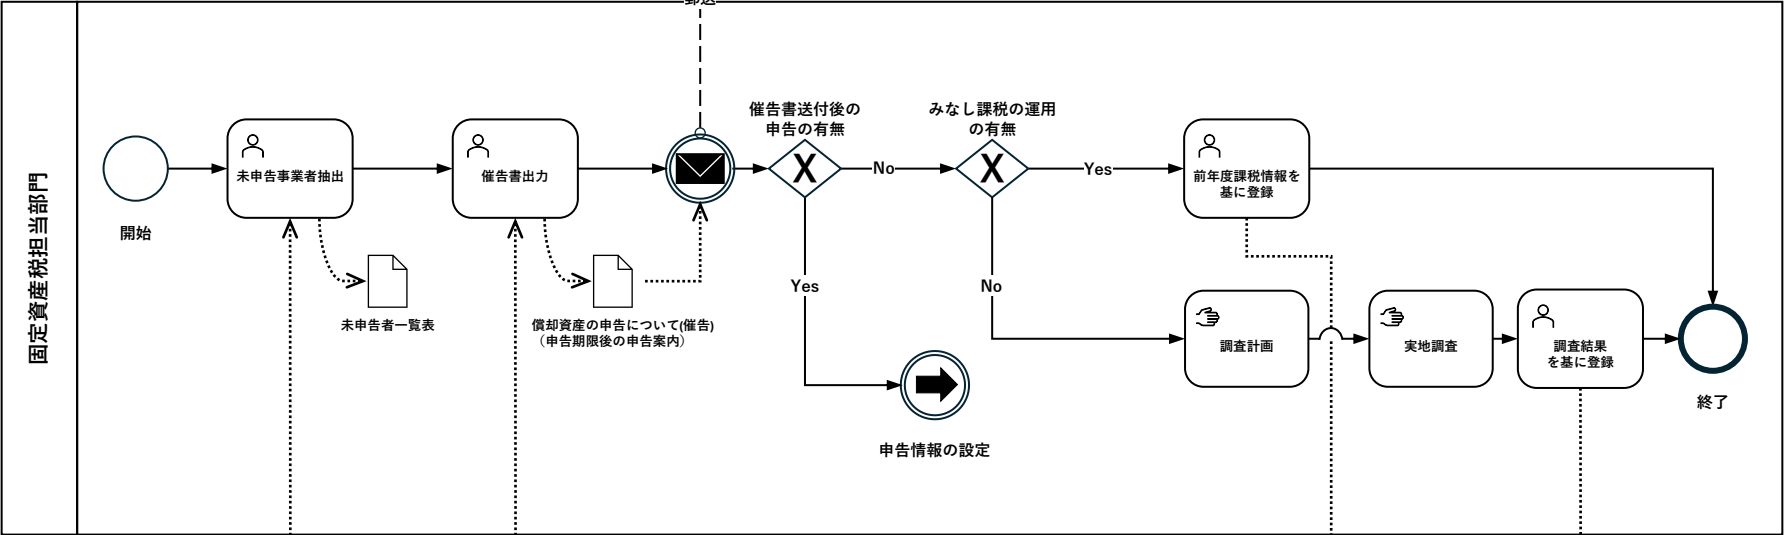 固定資産税担当部門
開始
未申告事業者抽出
未申告者一覧表
催告書出力
償却資産の申告について(催告)
（申告期限後の申告案内）
催告書送付後の
申告の有無
No
Yes
申告情報の設定
みなし課税の運用
の有無
Yes
No
前年度課税情報を
基に登録
調査計画
実地調査
調査結果
を基に登録
終了